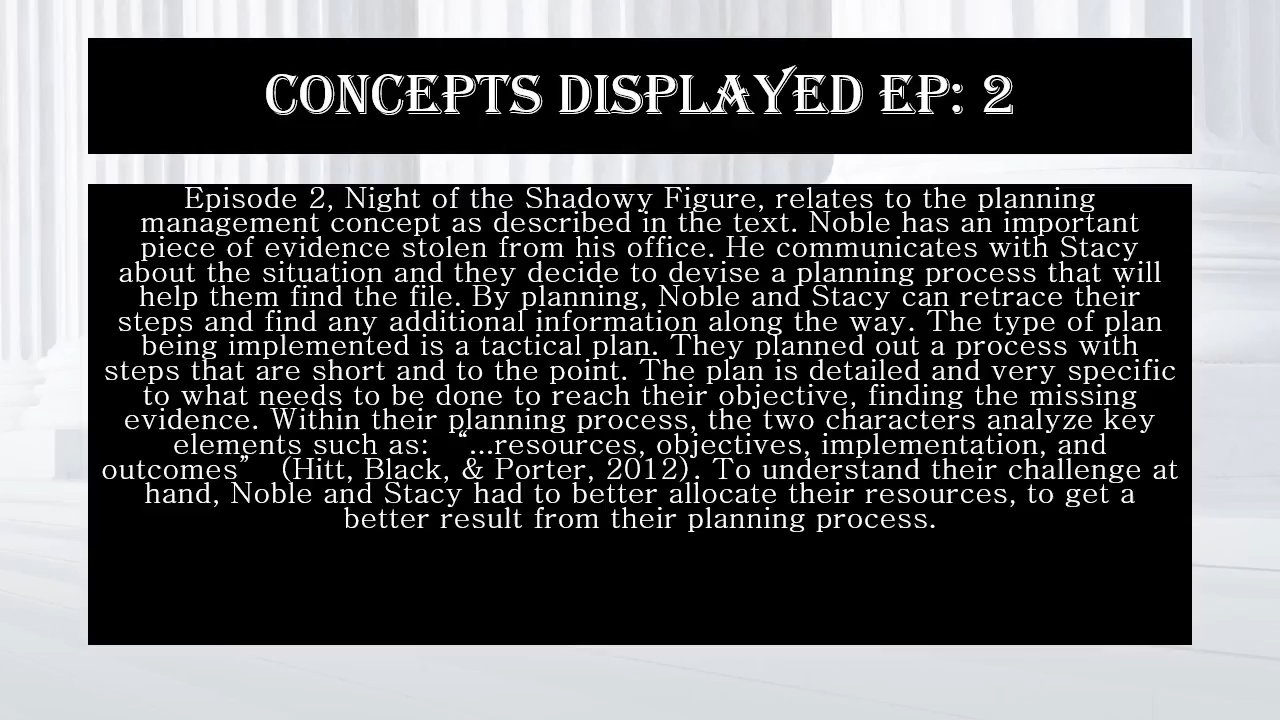 CONCEPTS DISPLAYED EP: 2
Episode 2, Night of the Shadowy Figure, relates to the planning
management concept as described in the text. Noble has an important
piece of evidence stolen from his office. He communicates with Stacy
about the situation and they decide to devise a planning process that will
help them find the file. By planning, Noble and Stacy can retrace their
steps and find any additional information along the way. The type of plan
being implemented is a tactical plan. They planned out a process with
steps that are short and to the point. The plan is detailed and very specific
to what needs to be done to reach their objective, finding the missing
evidence. Within their planning process, the two characters analyze key
elements such as: “...resources, objectives, implementation, and
outcomes” (Hitt, Black, & Porter, 2012). To understand their challenge at
hand, Noble and Stacy had to better allocate their resources, to get a
better result from their planning process.